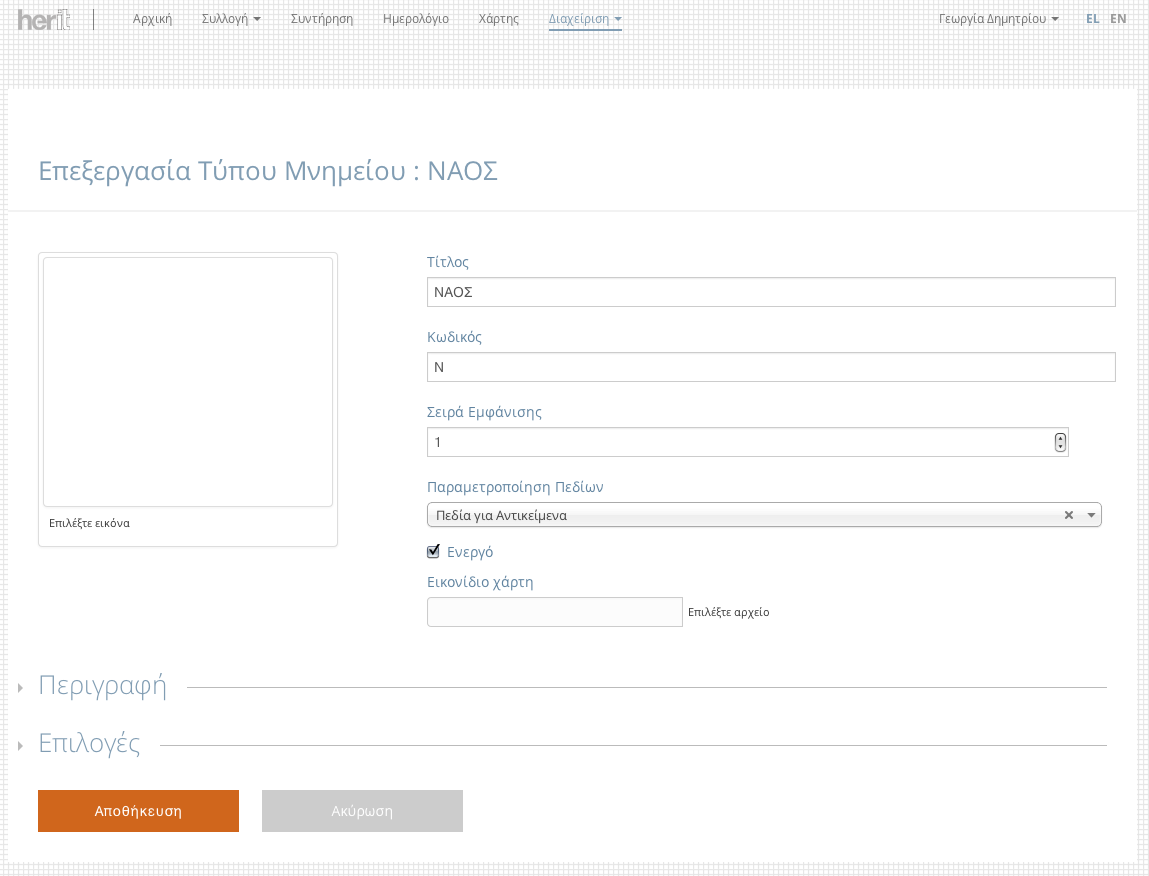 herit
Αρχική Συλλογή Συντήρηση Ημερολόγιο Χάρτης Διαχείριση Γεωργία Δημητρίου EL EN
Επεξεργασία Τύπου Μνημείου : ΝΑΟΣ
Τίτλος
ΝΑΟΣ
Κωδικός
Ν
Σειρά Εμφάνισης
1
Παραμετροποίηση Πεδίων
Πεδία για Αντικείμενα
Ενεργό
Εικονίδιο χάρτη
Επιλέξτε αρχείο
Επιλέξτε εικόνα
Περιγραφή
Επιλογές
Αποθήκευση Ακύρωση